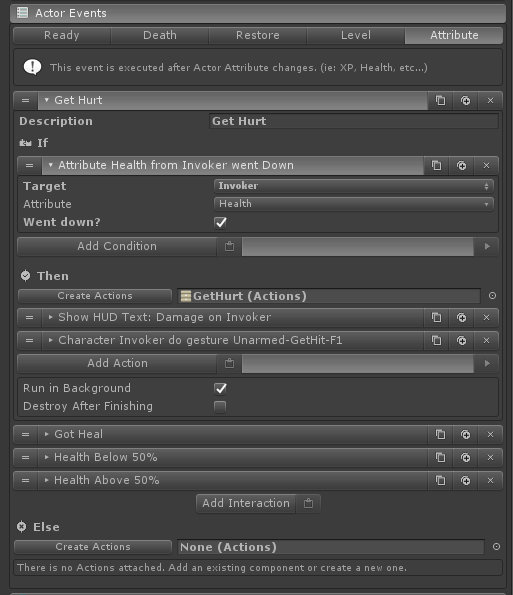 Actor Events
Ready Death Restore Level Attribute
This event is executed after Actor Attribute changes. (ie: XP, Health, etc...)
Get Hurt
Description Get Hurt
If
Attribute Health from Invoker went Down
Target Invoker
Attribute Health
Went down?
Add Condition
Then
Create Actions GetHurt (Actions)
Show HUD Text: Damage on Invoker
Character Invoker do gesture Unarmed-GetHit-F1
Add Action
Run in Background
Destroy After Finishing
Got Heal
Health Below 50%
Health Above 50%
Add Interaction
Else
Create Actions None (Actions)
There is no Actions attached. Add an existing component or create a new one.